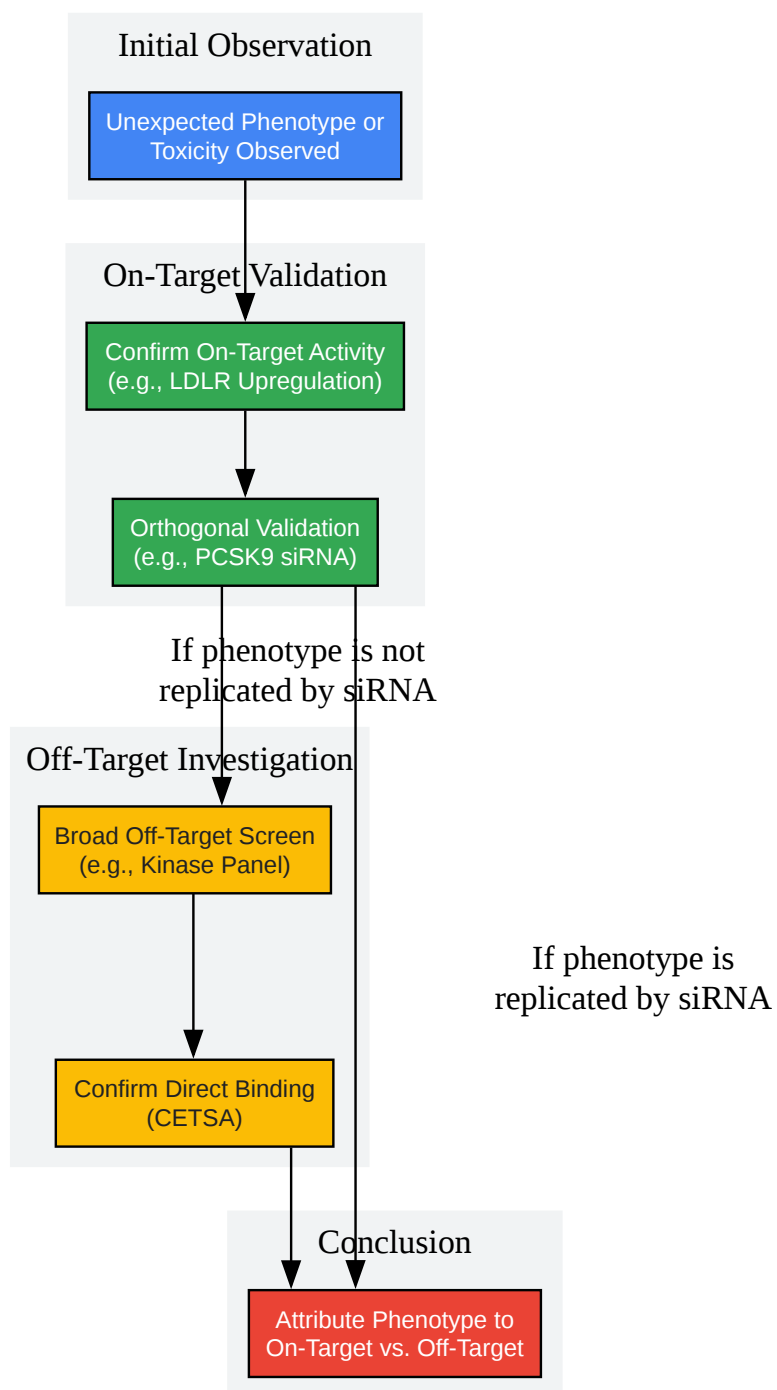 Initial Observation
Unexpected Phenotype or
Toxicity Observed
On-Target Validation
Confirm On-Target Activity
(e.g., LDLR Upregulation)
Orthogonal Validation
(e.g., PCSK9 siRNA)
If phenotype is not
replicated by siRNA
Off-Target Investigation
Broad Off-Target Screen
(e.g., Kinase Panel)
If phenotype is
replicated by siRNA
Confirm Direct Binding
(CETSA)
Conclusion
Attribute Phenotype to
On-Target vs. Off-Target